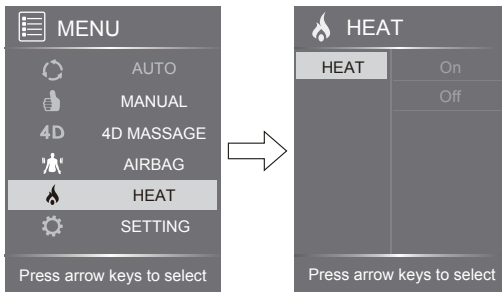 MENU
AUTO
MANUAL
4D 4D MASSAGE
AIRBAG
HEAT
SETTING
Press arrow keys to select
HEAT
HEAT On
Off
Press arrow keys to select